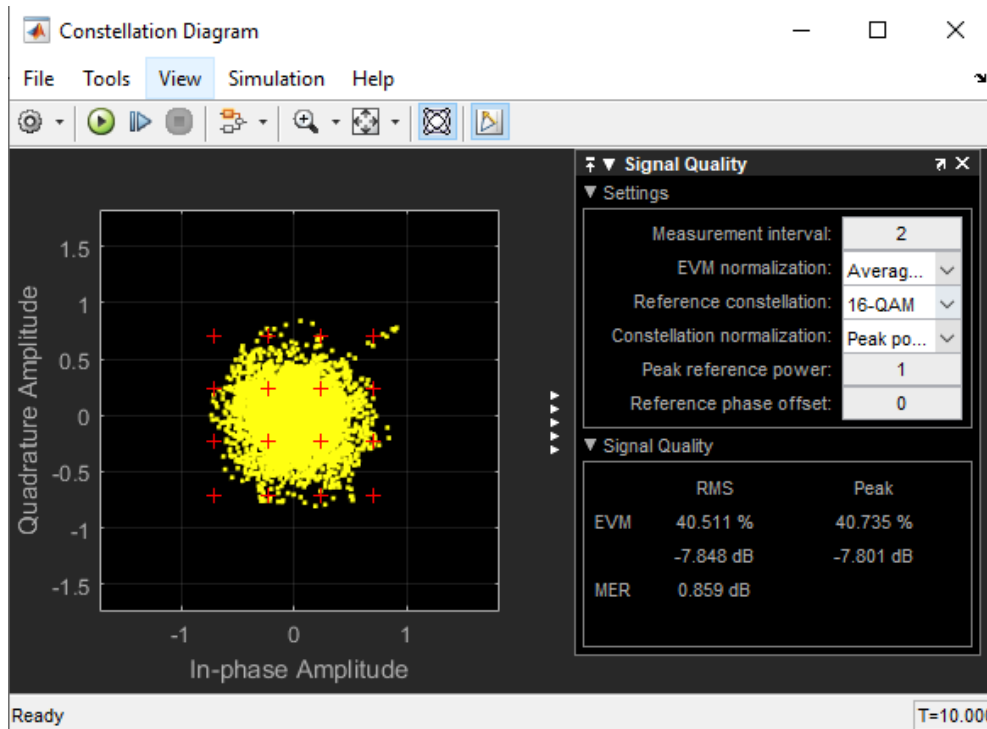 Constellation Diagram
File Tools View Simulation Help
1.5
1
0.5
0
-0.5
-1
-1.5
Quadrature Amplitude
-1 0 1
In-phase Amplitude
Signal Quality
Settings
Measurement interval: 2
EVM normalization: Averag...
Reference constellation: 16-QAM
Constellation normalization: Peak po...
Peak reference power: 1
Reference phase offset: 0
Signal Quality
RMS Peak
EVM 40.511 % 40.735 %
-7.848 dB -7.801 dB
MER 0.859 dB
Ready T=10.00